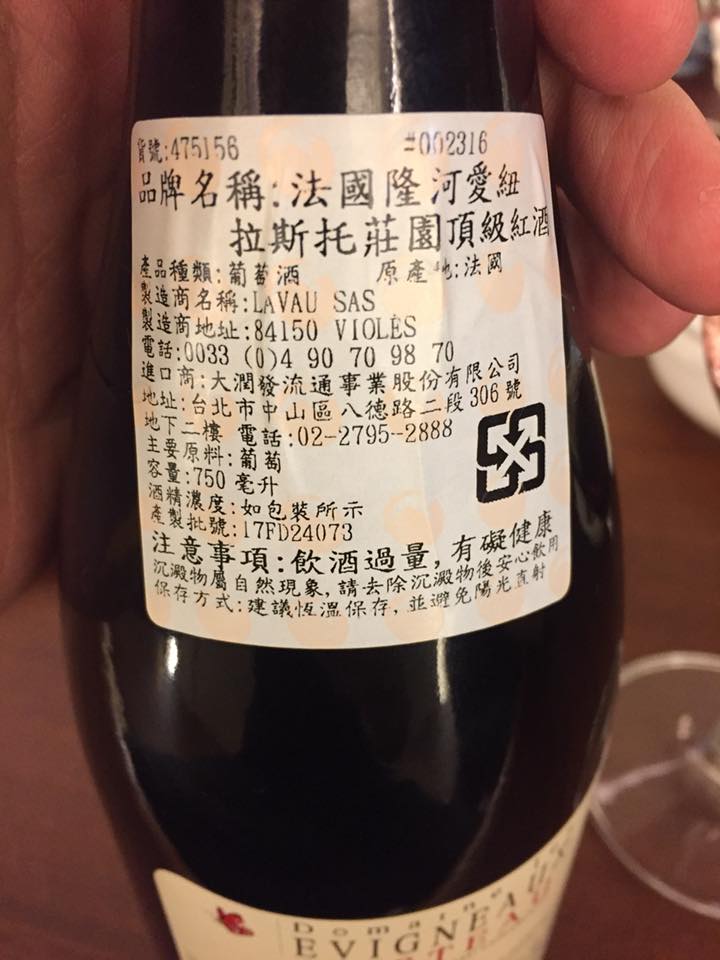 貨號:475156 #002316
品牌名稱:法國隆河愛紐
拉斯托莊園頂級紅酒
產品種類:葡萄酒 原產地:法國
製造商名稱:LAVAU SAS
製造商地址:84150 VIOLÈS
電話:0033 (0)4 90 70 98 70
進口商:大潤發流通事業股份有限公司
地址:台北市中山區八德路二段306號
地下二樓 電話:02-2795-2888
主要原料:葡萄
容量:750 毫升
酒精濃度:如包裝所示
產製批號:17FD24073
注意事項:飲酒過量,有礙健康
沉澱物屬自然現象,請去除沉澱物後安心飲用
保存方式:建議恆溫保存,並避免陽光直射
Domaine
EVIGNEAUX